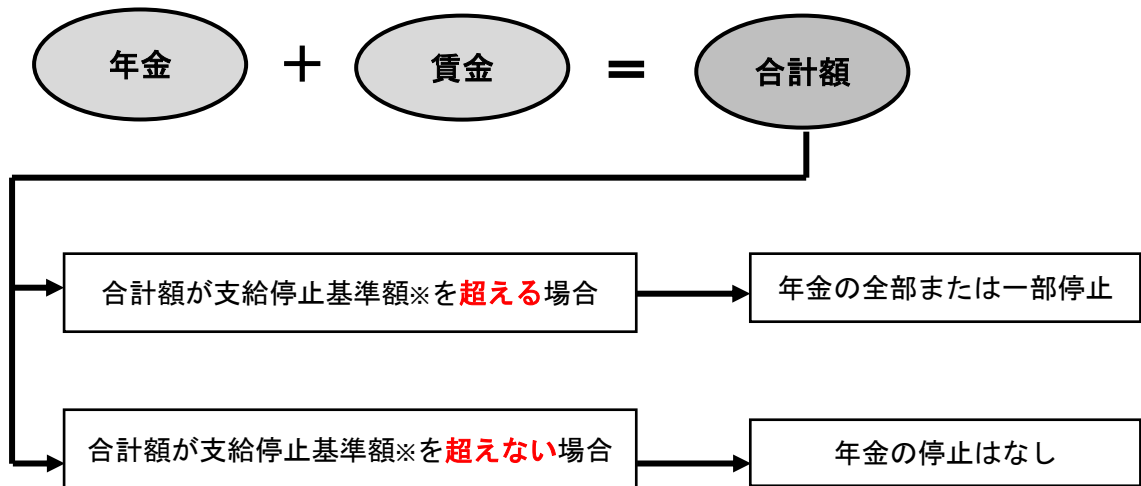 年金 + 賃金 = 合計額
合計額が支給停止基準額※を超える場合
年金の全部または一部停止
合計額が支給停止基準額※を超えない場合
年金の停止はなし